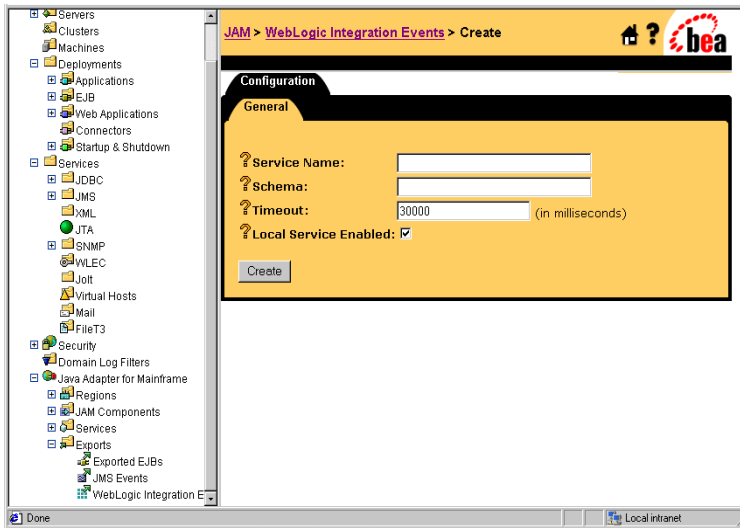 Servers
Clusters
Machines
Deployments
Applications
EJB
Web Applications
Connectors
Startup & Shutdown
Services
JDBC
JMS
XML
JTA
SNMP
WLEC
Jolt
Virtual Hosts
Mail
FileT3
Security
Domain Log Filters
Java Adapter for Mainframe
Regions
JAM Components
Services
Exports
Exported EJBs
JMS Events
WebLogic Integration E
JAM > WebLogic Integration Events > Create
? bea
Configuration
General
? Service Name:
? Schema:
? Timeout: 30000 (in milliseconds)
? Local Service Enabled:
Create
Done Local intranet